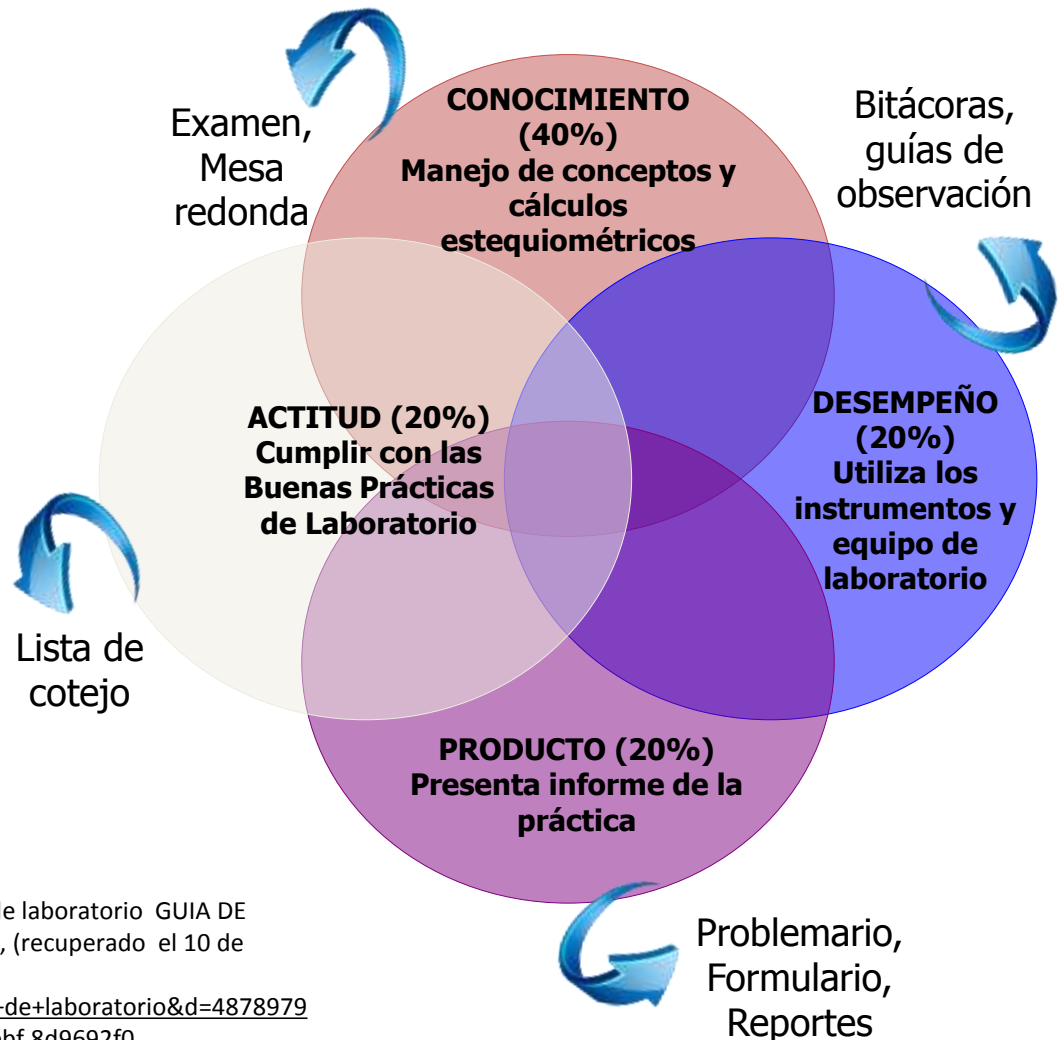 Examen,
Mesa
redonda
CONOCIMIENTO
(40%)
Manejo de conceptos y
cálculos
estequiométricos
Bitácoras,
guías de
observación
ACTITUD (20%)
Cumplir con las
Buenas Prácticas
de Laboratorio
DESEMPEÑO
(20%)
Utiliza los
instrumentos y
equipo de
laboratorio
Lista de
cotejo
PRODUCTO (20%)
Presenta informe de la
práctica
Problemario,
Formulario,
Reportes
de laboratorio GUIA DE
, (recuperado el 10 de
-de+laboratorio&d=4878979